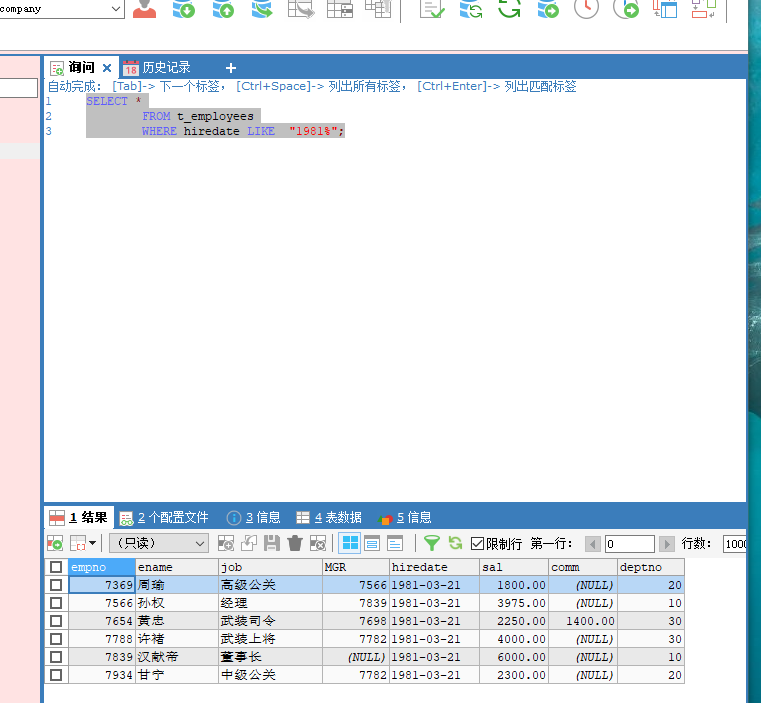 company
18
询问 历史记录
自动完成: [Tab]-> 下一个标签, [Ctrl+Space]-> 列出所有标签, [Ctrl+Enter]-> 列出匹配标签
1 SELECT *
2 FROM t_employees
3 WHERE hiredate LIKE "1981%";
1 结果 2 个配置文件 3 信息 4 表数据 5 信息
(只读) 限制行 第一行: 0 行数: 1000
empno ename job MGR hiredate sal comm deptno
7369 周瑜 高级公关 7566 1981-03-21 1800.00 (NULL) 20
7566 孙权 经理 7839 1981-03-21 3975.00 (NULL) 10
7654 黄忠 武装司令 7698 1981-03-21 2250.00 1400.00 30
7788 许褚 武装上将 7782 1981-03-21 4000.00 (NULL) 30
7839 汉献帝 董事长 (NULL) 1981-03-21 6000.00 (NULL) 10
7934 甘宁 中级公关 7782 1981-03-21 2300.00 (NULL) 20